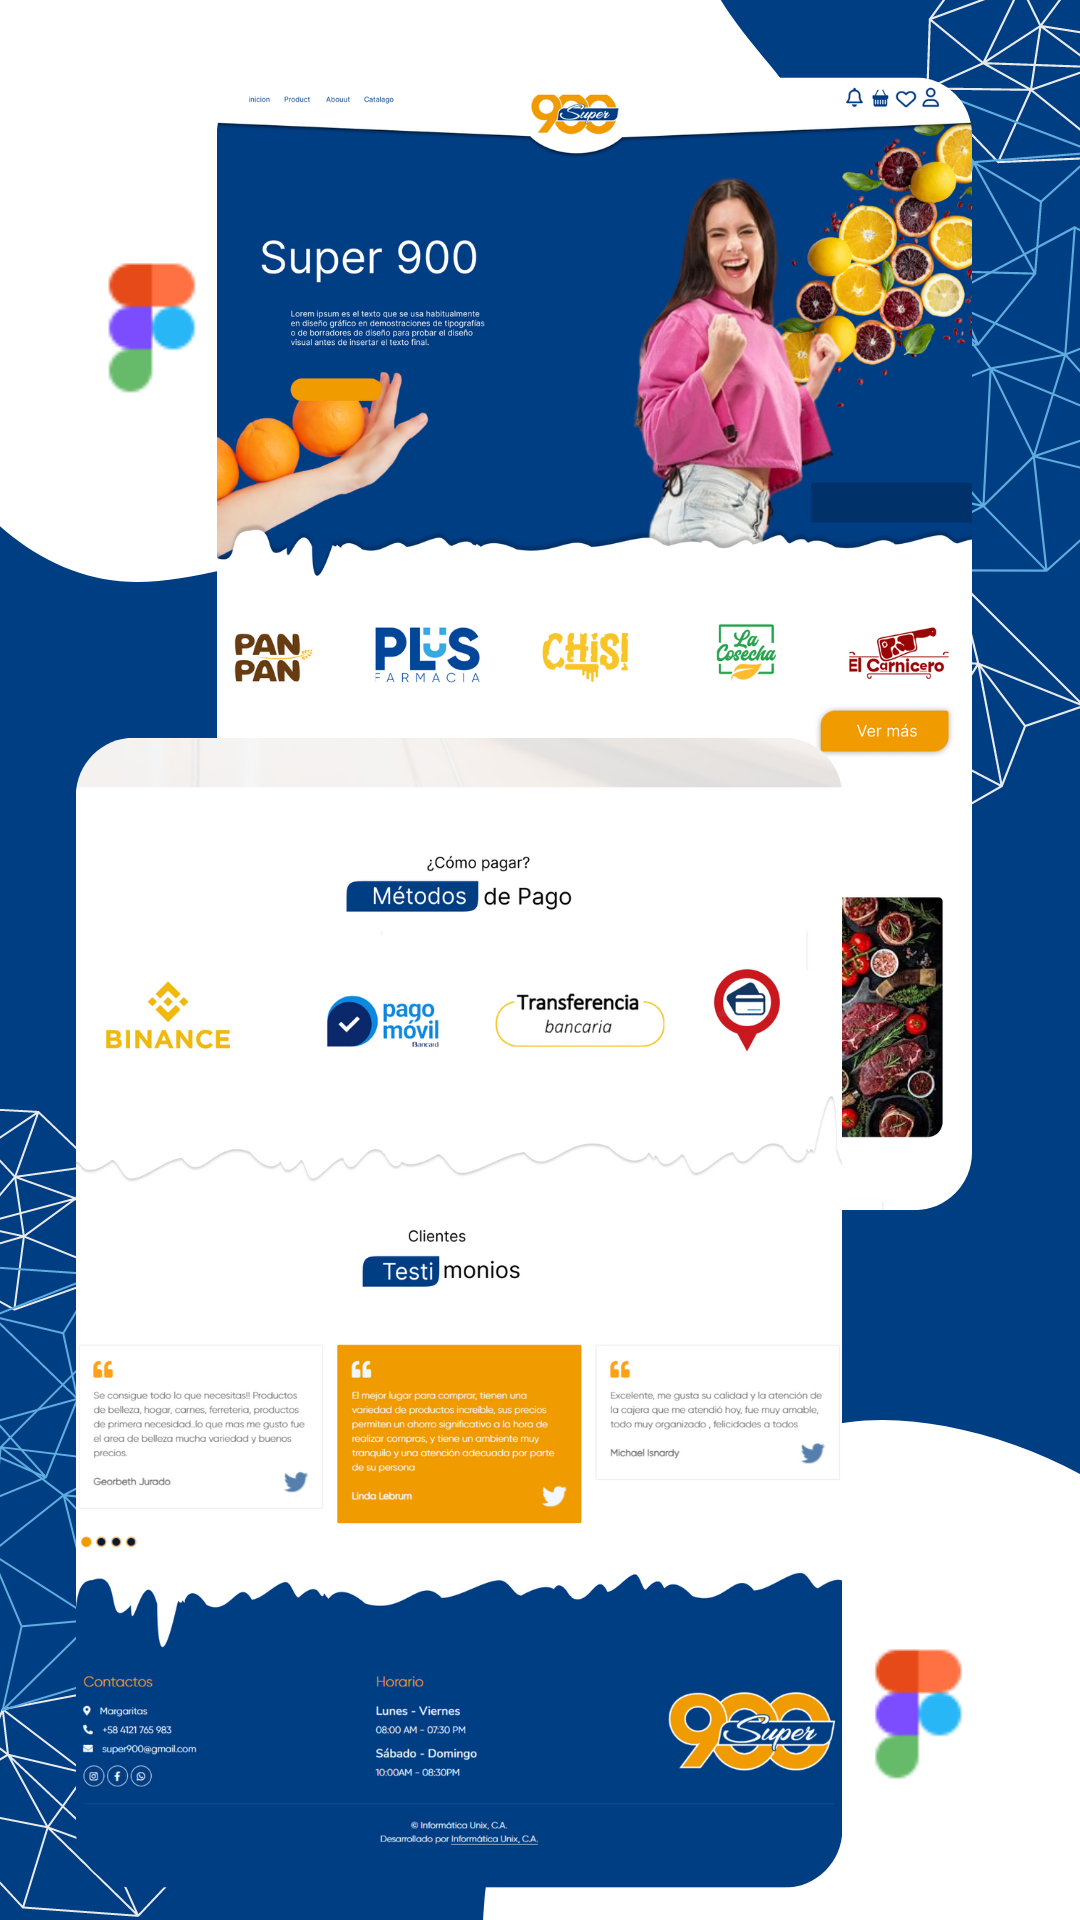 inicion Product Abouut Catalago
900 Super
Super 900
Lorem ipsum es el texto que se usa habitualmente
en diseño gráfico en demostraciones de tipografías
o de borradores de diseño para probar el diseño
visual antes de insertar el texto final.
PAN
PAN
PLUS
FARMACIA
CHiS!
La
Cosecha
El Carnicero
Ver más
¿Cómo pagar?
Métodos de Pago
BINANCE
pago
móvil
Bancard
Transferencia
bancaria
Clientes
Testimonios
Se consigue todo lo que necesitas!! Productos
de belleza, hogar, carnes, ferreteria, productos
de primera necesidad..lo que mas me gusto fue
el area de belleza mucha variedad y buenos
precios.
Georbeth Jurado
El mejor lugar para comprar, tienen una
variedad de productos increíble, sus precios
permiten un ahorro significativo a la hora de
realizar compras, y tiene un ambiente muy
tranquilo y una atención adecuada por parte
de su persona
Linda Lebrum
Excelente, me gusta su calidad y la atención de
la cajera que me atendió hoy, fue muy amable,
todo muy organizado , felicidades a todos
Michael Isnardy
Contactos
Margaritas
+58 4121 765 983
super900@gmail.com
Horario
Lunes - Viernes
08:00 AM – 07:30 PM
Sábado - Domingo
10:00AM – 08:30PM
900 Super
© Informática Unix, C.A.
Desarrollado por Informática Unix, C.A.